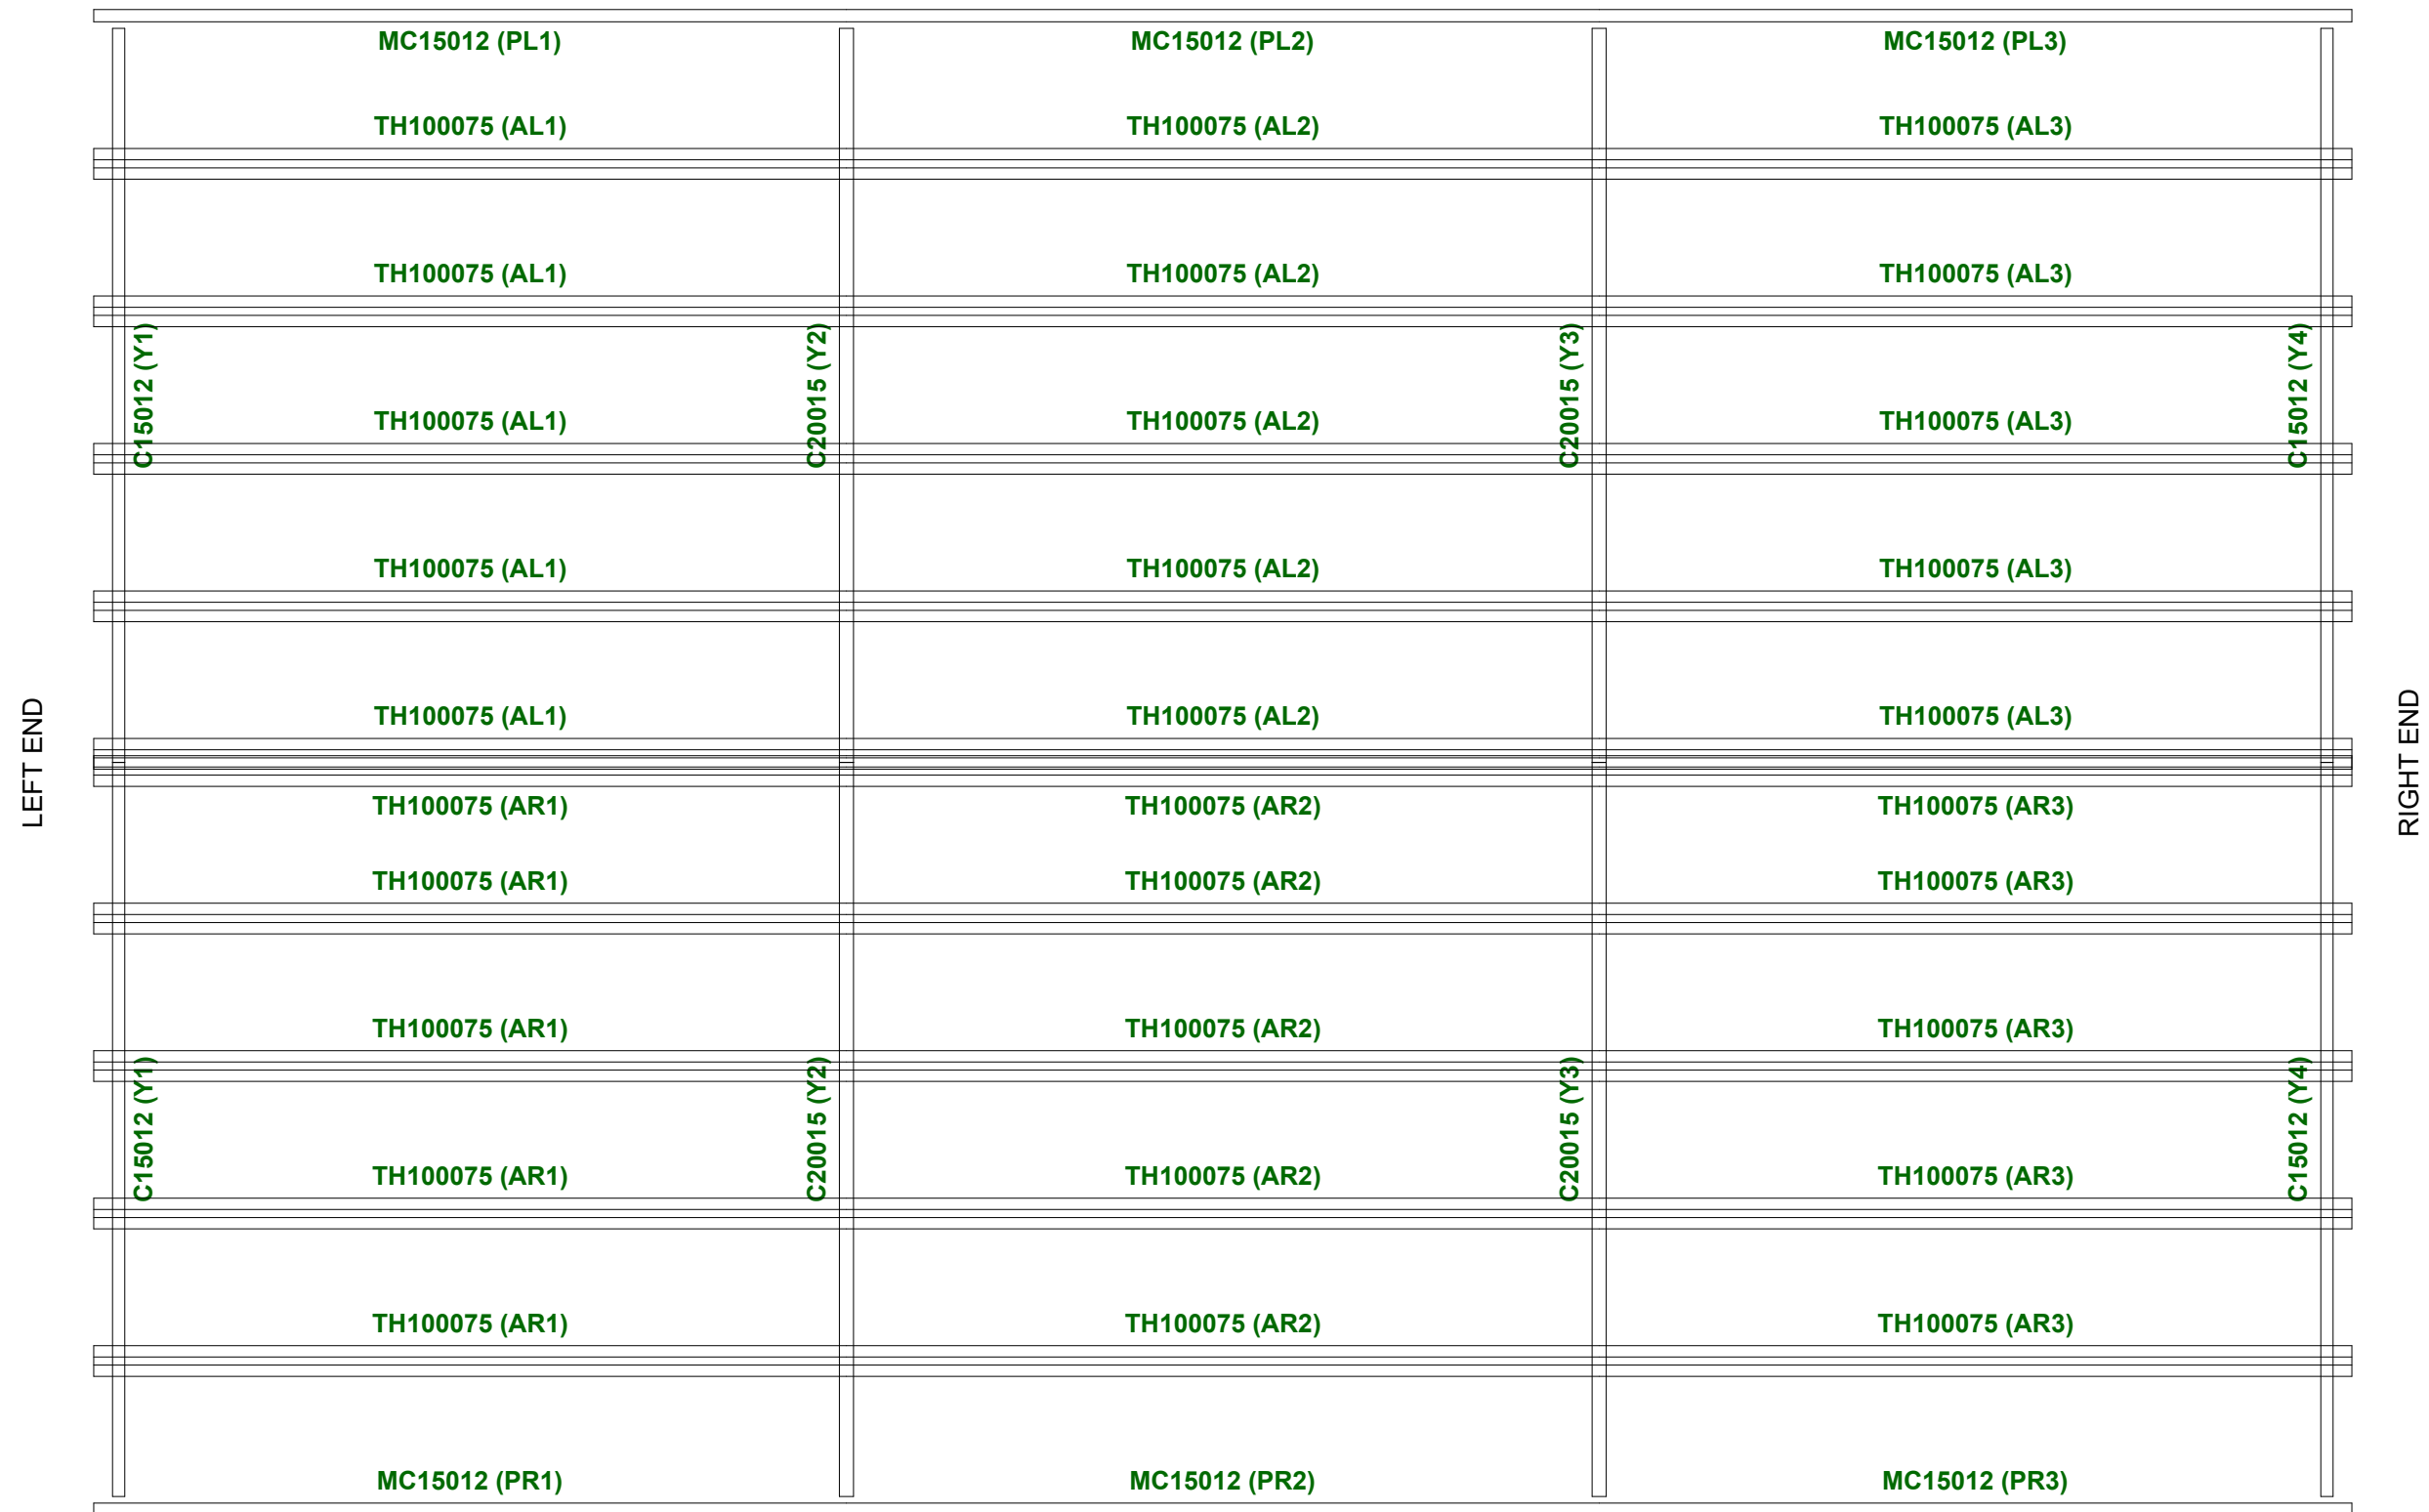 MC15012 (PL1) MC15012 (PL2) MC15012 (PL3)
TH100075 (AL1) TH100075 (AL2) TH100075 (AL3)
TH100075 (AL1) TH100075 (AL2) TH100075 (AL3)
C15012 (Y1) C20015 (Y2) C20015 (Y3) C15012 (Y4)
TH100075 (AL1) TH100075 (AL2) TH100075 (AL3)
TH100075 (AL1) TH100075 (AL2) TH100075 (AL3)
TH100075 (AL1) TH100075 (AL2) TH100075 (AL3)
LEFT END
RIGHT END
TH100075 (AR1) TH100075 (AR2) TH100075 (AR3)
TH100075 (AR1) TH100075 (AR2) TH100075 (AR3)
TH100075 (AR1) TH100075 (AR2) TH100075 (AR3)
C15012 (Y1) C20015 (Y2) C20015 (Y3) C15012 (Y4)
TH100075 (AR1) TH100075 (AR2) TH100075 (AR3)
TH100075 (AR1) TH100075 (AR2) TH100075 (AR3)
MC15012 (PR1) MC15012 (PR2) MC15012 (PR3)